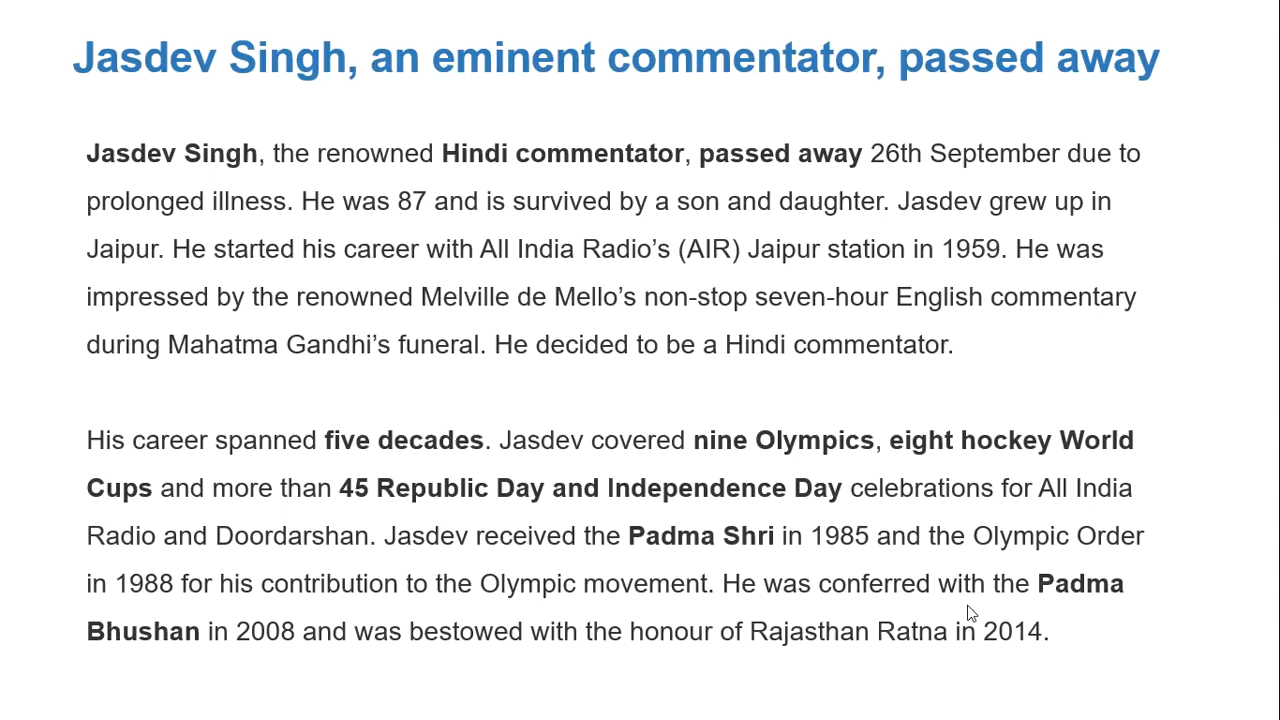 Jasdev Singh, an eminent commentator, passed away
Jasdev Singh, the renowned Hindi commentator, passed away 26th September due to
prolonged illness. He was 87 and is survived by a son and daughter. Jasdev grew up in
Jaipur. He started his career with All India Radio’s (AIR) Jaipur station in 1959. He was
impressed by the renowned Melville de Mello’s non-stop seven-hour English commentary
during Mahatma Gandhi’s funeral. He decided to be a Hindi commentator.
His career spanned five decades. Jasdev covered nine Olympics, eight hockey World
Cups and more than 45 Republic Day and Independence Day celebrations for All India
Radio and Doordarshan. Jasdev received the Padma Shri in 1985 and the Olympic Order
in 1988 for his contribution to the Olympic movement. He was conferred with the Padma
Bhushan in 2008 and was bestowed with the honour of Rajasthan Ratna in 2014.